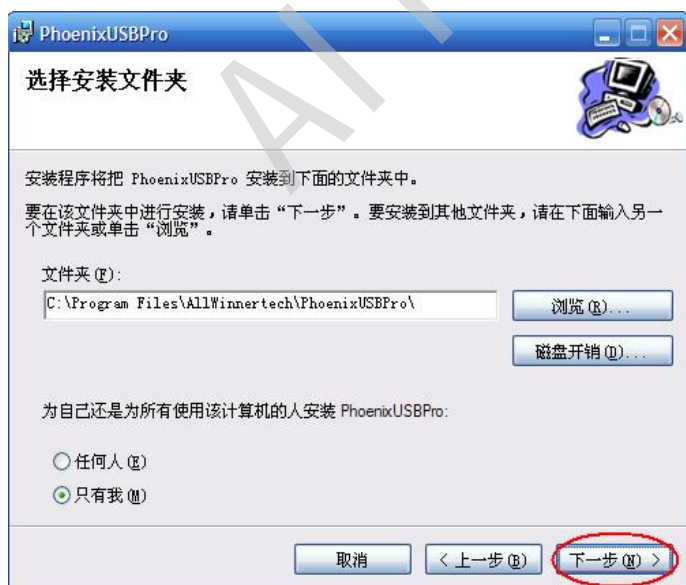 PhoenixUSBPro
选择安装文件夹
安装程序将把 PhoenixUSBPro 安装到下面的文件夹中。
要在该文件夹中进行安装，请单击“下一步”。要安装到其他文件夹，请在下面输入另一
个文件夹或单击“浏览”。
文件夹(F):
C:\Program Files\AllWinnertech\PhoenixUSBPro\
浏览(R)...
磁盘开销(D)...
为自己还是为所有使用该计算机的人安装 PhoenixUSBPro:
任何人(E)
只有我(M)
取消
< 上一步(B)
下一步(N) >